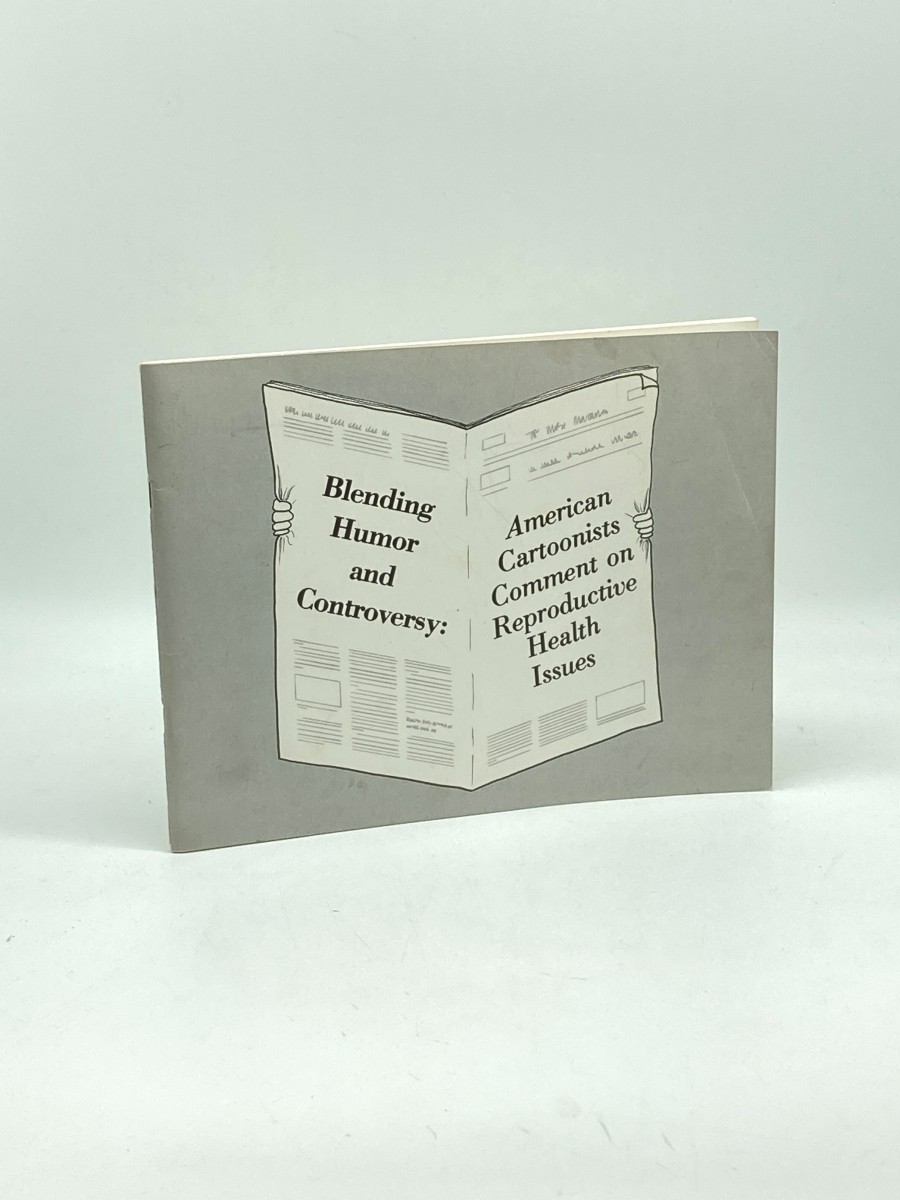 Blending
Humor
and
Controversy:
American
Cartoonists
Comment on
Reproductive
Health
Issues